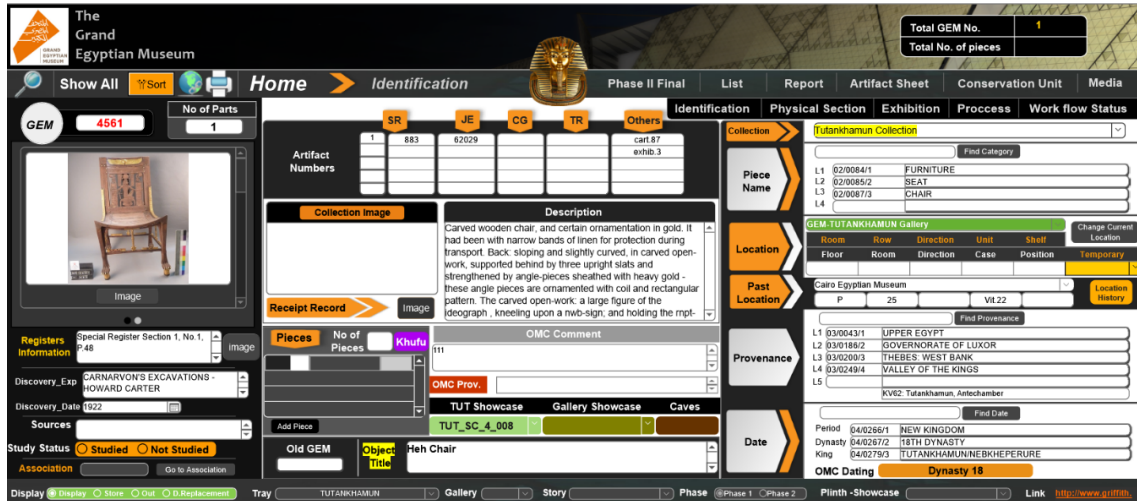 The
Grand
Egyptian Museum
GRAND
EGYPTIAN
MUSEUM
Total GEM No. 1
Total No. of pieces
Show All Sort Home Identification Phase II Final List Report Artifact Sheet Conservation Unit Media
Identification Physical Section Exhibition Proccess Work flow Status
GEM 4561 No of Parts
1
Image
Registers Information Special Register Section 1, No.1, P.48 image
Discovery_Exp CARNARVON'S EXCAVATIONS - HOWARD CARTER
Discovery_Date 1922
Sources
Study Status Studied Not Studied
Association Go to Association
SR JE CG TR Others
Artifact Numbers
1 883 62029 cart.87
exhib.3
Collection Image
Receipt Record Image
Description
Carved wooden chair, and certain ornamentation in gold. It
had been with narrow bands of linen for protection during
transport. Back: sloping and slightly curved, in carved open-
work, supported behind by three upright slats and
strengthened by angle-pieces sheathed with heavy gold -
these angle pieces are ornamented with coil and rectangular
pattern. The carved open-work: a large figure of the
ideograph , kneeling upon a nwb-sign; and holding the rnpt-
Pieces No of Pieces Khufu
Add Piece
OMC Comment
111
OMC Prov.
TUT Showcase Gallery Showcase Caves
TUT_SC_4_008
Old GEM
Object Title Heh Chair
Collection Tutankhamun Collection
Piece Name
Find Category
L1 02/0084/1 FURNITURE
L2 02/0085/2 SEAT
L3 02/0087/3 CHAIR
L4
Location
GEM-TUTANKHAMUN Gallery
Change Current Location
Room Row Direction Unit Shelf
Floor Room Direction Case Position Temporary
Past Location
Cairo Egyptian Museum
P 25 Vit.22
Location History
Provenance
Find Provenance
L1 03/0043/1 UPPER EGYPT
L2 03/0186/2 GOVERNORATE OF LUXOR
L3 03/0200/3 THEBES: WEST BANK
L4 03/0249/4 VALLEY OF THE KINGS
L5
KV62: Tutankhamun, Antechamber
Date
Find Date
Period 04/0266/1 NEW KINGDOM
Dynasty 04/0267/2 18TH DYNASTY
King 04/0279/3 TUTANKHAMUN/NEBKHEPERURE
OMC Dating Dynasty 18
Display Display Store Out D.Replacement Tray TUTANKHAMUN Gallery Story Phase Phase 1 Phase 2 Plinth -Showcase Link http://www.griffith